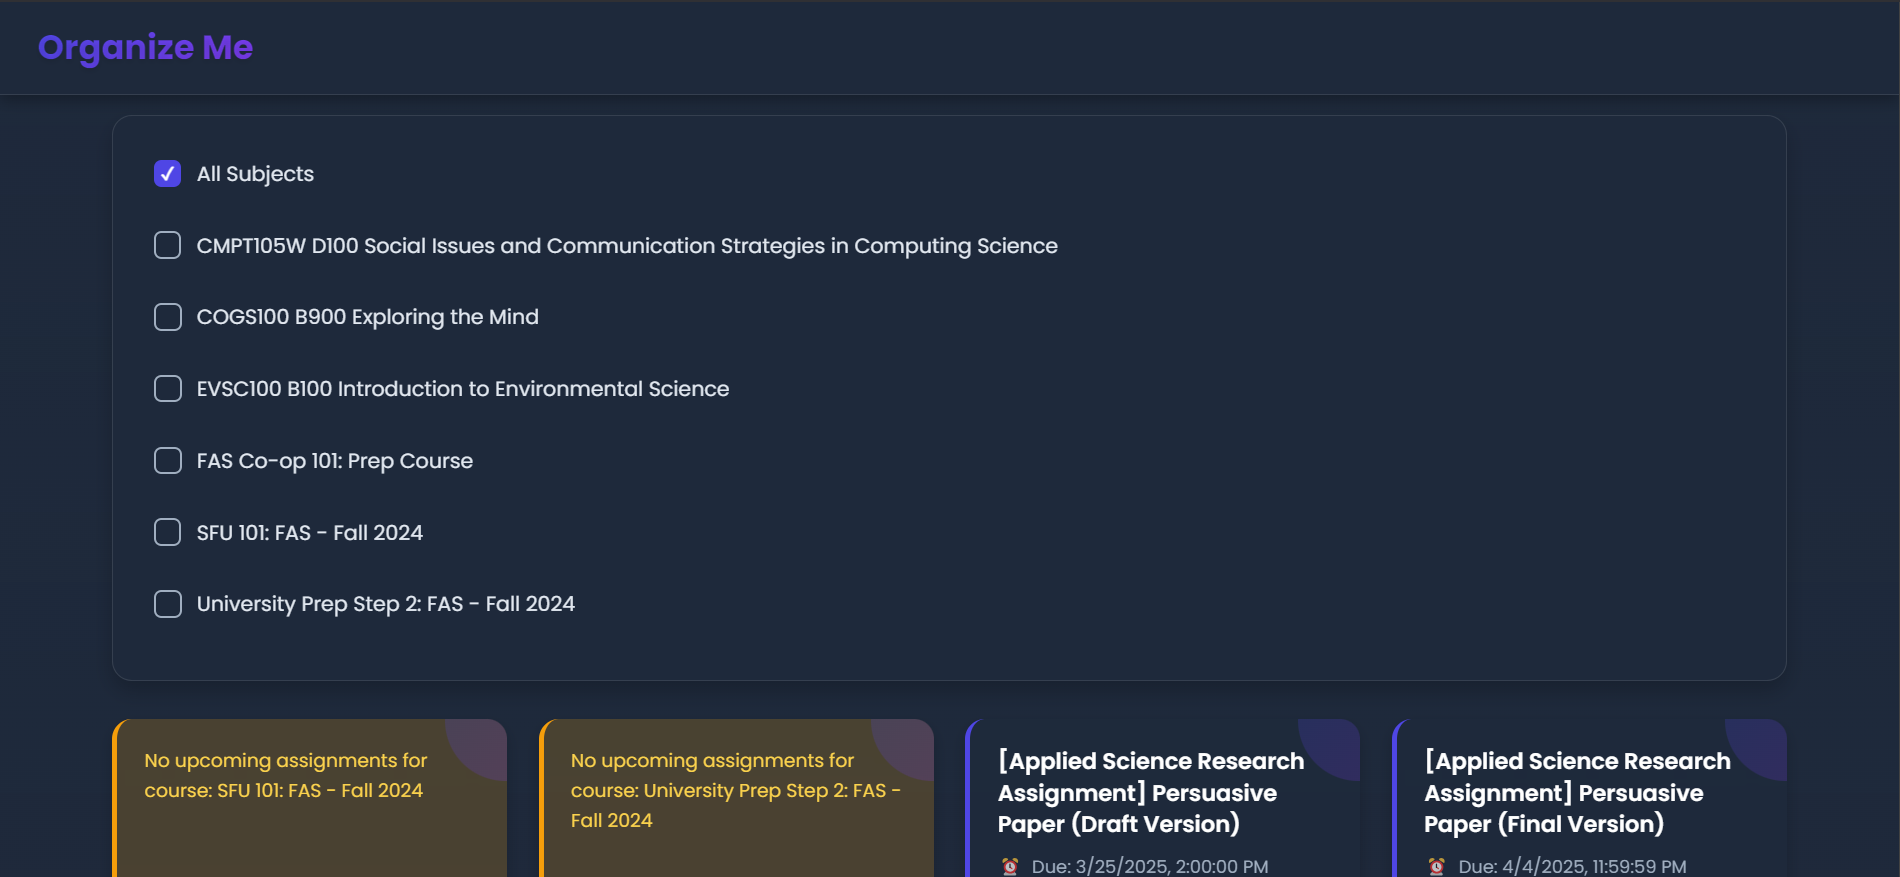 Organize Me
All Subjects
CMPT105W D100 Social Issues and Communication Strategies in Computing Science
COGS100 B900 Exploring the Mind
EVSC100 B100 Introduction to Environmental Science
FAS Co-op 101: Prep Course
SFU 101: FAS - Fall 2024
University Prep Step 2: FAS - Fall 2024
No upcoming assignments for
course: SFU 101: FAS - Fall 2024
No upcoming assignments for
course: University Prep Step 2: FAS -
Fall 2024
[Applied Science Research
Assignment] Persuasive
Paper (Draft Version)
Due: 3/25/2025, 2:00:00 PM
[Applied Science Research
Assignment] Persuasive
Paper (Final Version)
Due: 4/4/2025, 11:59:59 PM